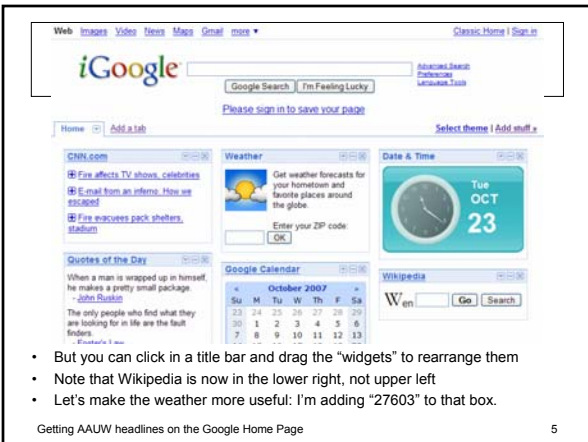 Web Images Video News Maps Gmail more ▼
Classic Home | Sign in
iGoogle
Advanced Search
Preferences
Language Tools
Google Search I'm Feeling Lucky
Please sign in to save your page
Home Add a tab
Select theme | Add stuff »
CNN.com
Fire affects TV shows, celebrities
E-mail from an inferno: How we
escaped
Fire evacuees pack shelters,
stadium
Quotes of the Day
When a man is wrapped up in himself,
he makes a pretty small package.
- John Ruskin
The only people who find what they
are looking for in life are the fault
finders.
- Foster's Law
Weather
Get weather forecasts for
your hometown and
favorite places around
the globe.
Enter your ZIP code:
OK
Google Calendar
« October 2007 »
Su M Tu W Th F Sa
23 24 25 26 27 28 29
30 1 2 3 4 5 6
7 8 9 10 11 12 13
Date & Time
Tue
OCT
23
Wikipedia
W en Go Search
• But you can click in a title bar and drag the “widgets” to rearrange them
• Note that Wikipedia is now in the lower right, not upper left
• Let’s make the weather more useful: I’m adding “27603” to that box.
Getting AAUW headlines on the Google Home Page 5